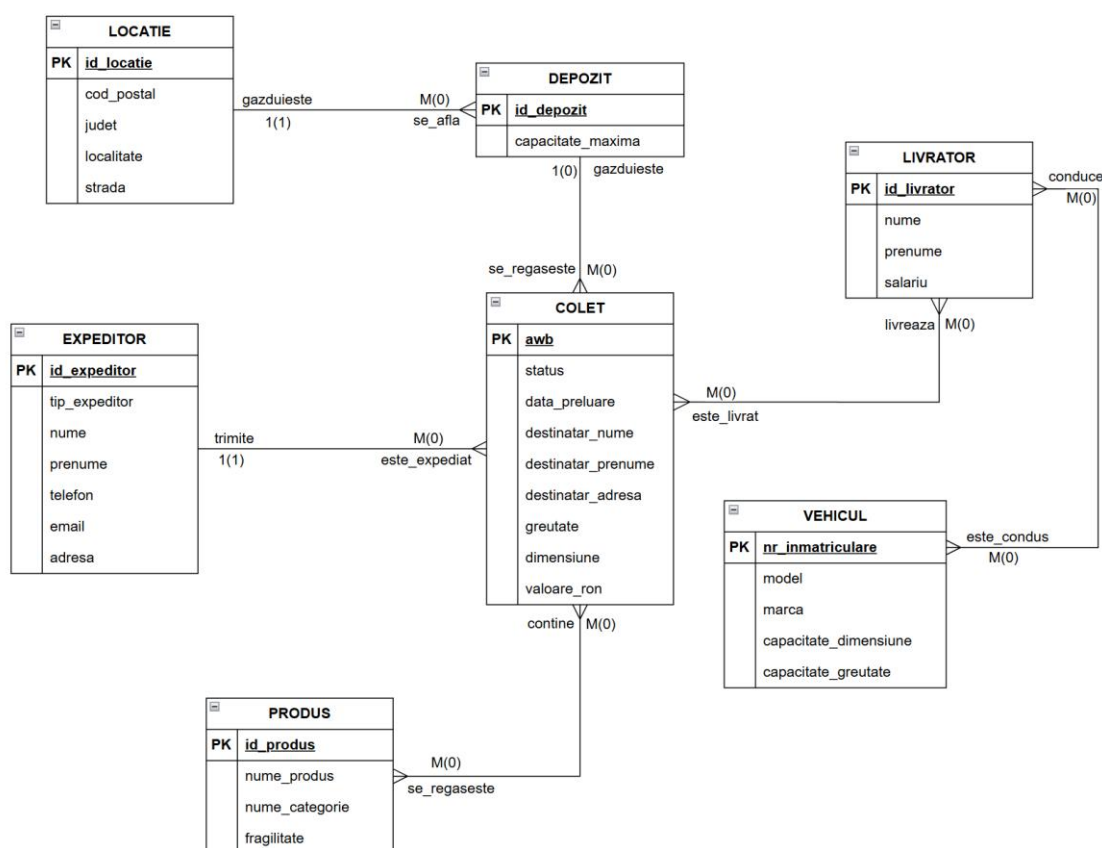 LOCATIE
PK id_locatie
cod_postal
judet
localitate
strada
gazduieste
1(1)
M(0)
se_afla
DEPOZIT
PK id_depozit
capacitate_maxima
1(0) gazduieste
se_regaseste M(0)
LIVRATOR
PK id_livrator
nume
prenume
salariu
conduce
M(0)
livreaza M(0)
EXPEDITOR
PK id_expeditor
tip_expeditor
nume
prenume
telefon
email
adresa
trimite
1(1)
M(0)
este_expediat
COLET
PK awb
status
data_preluare
destinatar_nume
destinatar_prenume
destinatar_adresa
greutate
dimensiune
valoare_ron
M(0)
este_livrat
contine M(0)
VEHICUL
PK nr_inmatriculare
model
marca
capacitate_dimensiune
capacitate_greutate
este_condus
M(0)
PRODUS
PK id_produs
nume_produs
nume_categorie
fragilitate
M(0)
se_regaseste